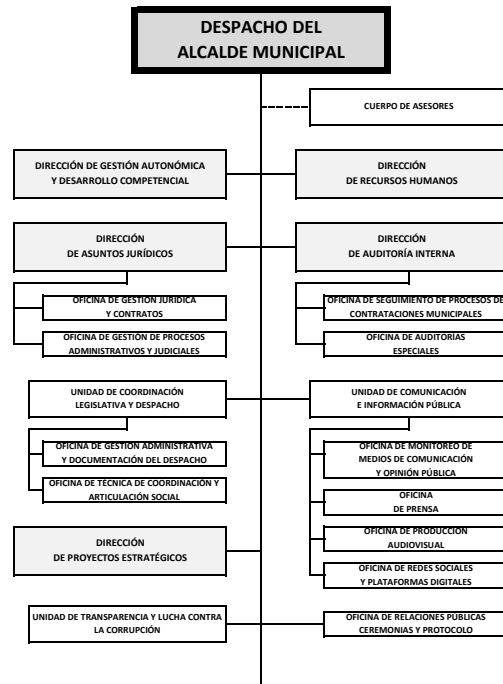 DESPACHO DEL
ALCALDE MUNICIPAL
CUERPO DE ASESORES
DIRECCIÓN DE GESTIÓN AUTONÓMICA
Y DESARROLLO COMPETENCIAL
DIRECCIÓN
DE RECURSOS HUMANOS
DIRECCIÓN
DE ASUNTOS JURÍDICOS
DIRECCIÓN
DE AUDITORÍA INTERNA
OFICINA DE GESTIÓN JURÍDICA
Y CONTRATOS
OFICINA DE SEGUIMIENTO DE PROCESOS DE
CONTRATACIONES MUNICIPALES
OFICINA DE GESTIÓN DE PROCESOS
ADMINISTRATIVOS Y JUDICIALES
OFICINA DE AUDITORÍAS
ESPECIALES
UNIDAD DE COORDINACIÓN
LEGISLATIVA Y DESPACHO
UNIDAD DE COMUNICACIÓN
E INFORMACIÓN PÚBLICA
OFICINA DE GESTIÓN ADMINISTRATIVA
Y DOCUMENTACIÓN DEL DESPACHO
OFICINA DE MONITOREO DE
MEDIOS DE COMUNICACIÓN
Y OPINIÓN PÚBLICA
OFICINA DE TÉCNICA DE COORDINACIÓN Y
ARTICULACIÓN SOCIAL
OFICINA
DE PRENSA
DIRECCIÓN
DE PROYECTOS ESTRATÉGICOS
OFICINA DE PRODUCCIÓN
AUDIOVISUAL
OFICINA DE REDES SOCIALES
Y PLATAFORMAS DIGITALES
UNIDAD DE TRANSPARENCIA Y LUCHA CONTRA
LA CORRUPCIÓN
OFICINA DE RELACIONES PÚBLICAS
CEREMONIAS Y PROTOCOLO